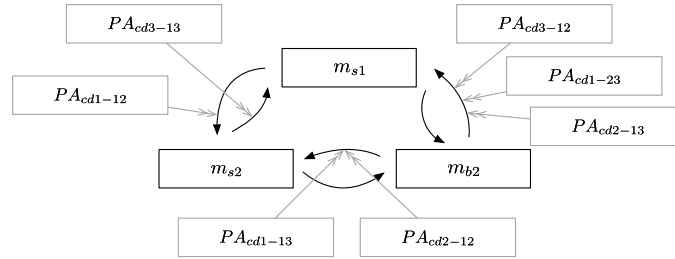 PA_{cd3-13}
PA_{cd3-12}
m_{s1}
PA_{cd1-23}
PA_{cd1-12}
PA_{cd2-13}
m_{s2}
m_{b2}
PA_{cd1-13}
PA_{cd2-12}